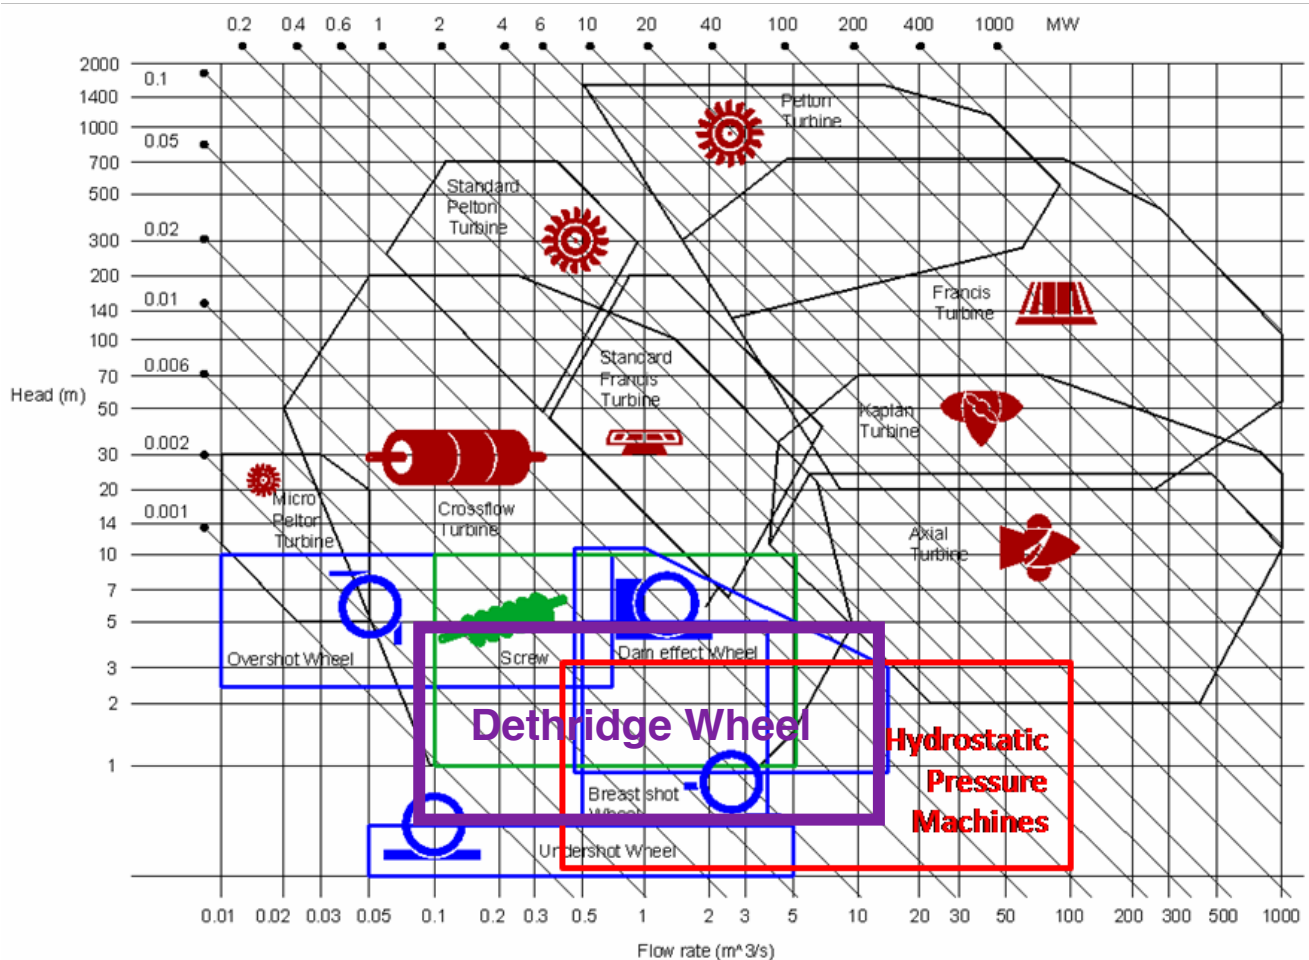 0.2 0.4 0.6 1 2 4 6 10 20 40 100 200 400 1000 MW
2000
0.1
1400
1000
0.05
700
500
0.02
300
200
0.01
140
100
0.006
70
Head (m)
50
0.002
30
20
0.001
14
10
7
5
3
2
1
Pelton
Turbine
Standard
Pelton
Turbine
Francis
Turbine
Standard
Francis
Turbine
Kaplan
Turbine
Micro
Pelton
Turbine
Crossflow
Turbine
Axial
Turbine
Overshot Wheel
Screw
Dam effect Wheel
Dethridge Wheel
Hydrostatic
Pressure
Machines
Breast shot
Wheel
Undershot Wheel
0.01 0.02 0.03 0.05 0.1 0.2 0.3 0.5 1 2 3 5 10 20 30 50 100 200 300 500 1000
Flow rate (m^3/s)